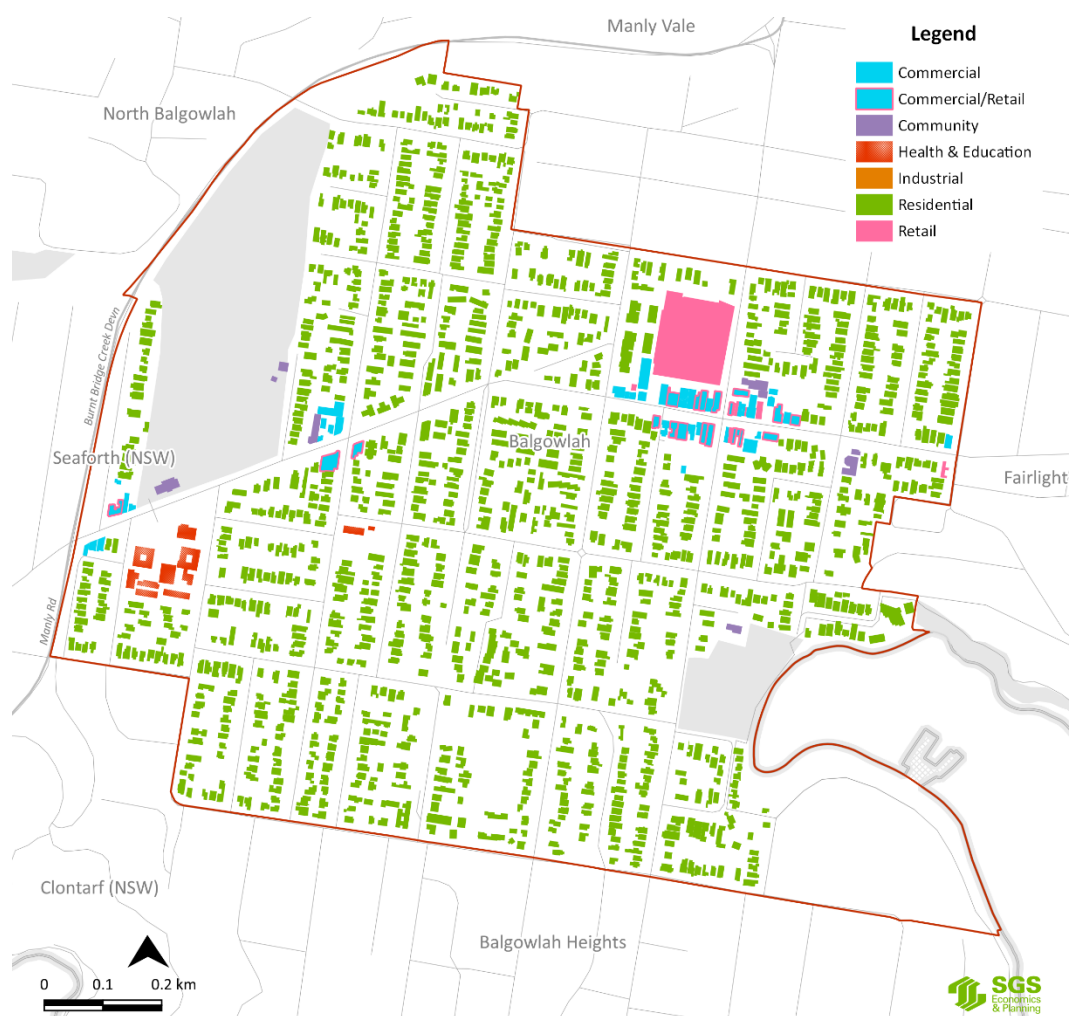 Manly Vale
Legend
Commercial
Commercial/Retail
Community
Health & Education
Industrial
Residential
Retail
North Balgowlah
Burnt Bridge Creek Devn
Seaforth (NSW)
Balgowlah
Fairlight
Manly Rd
Clontarf (NSW)
Balgowlah Heights
0 0.1 0.2 km
SGS
Economics
& Planning